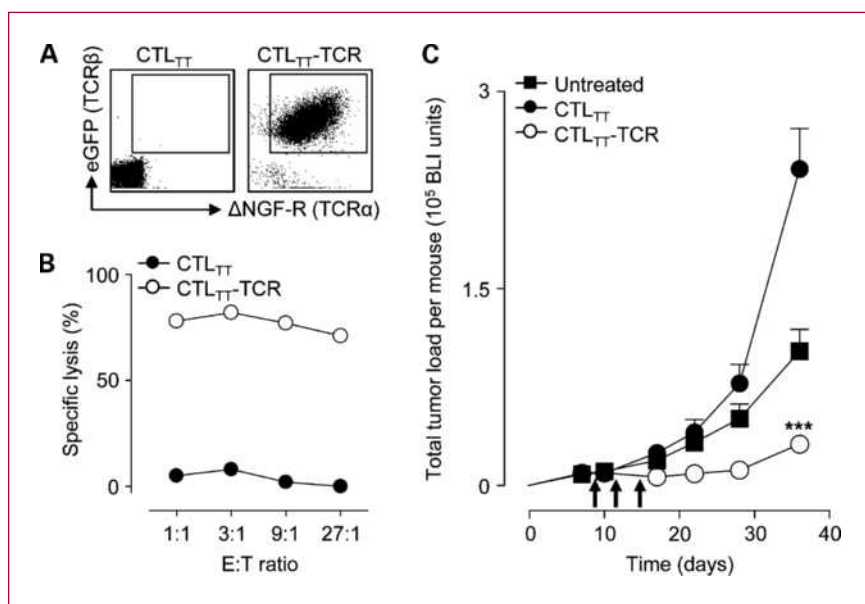 A
CTLTT
CTLTT-TCR
eGFP (TCRβ)
ΔNGF-R (TCRα)
B
CTLTT
CTLTT-TCR
100
50
0
Specific lysis (%)
1:1 3:1 9:1 27:1
E:T ratio
C
Untreated
CTLTT
CTLTT-TCR
3
1.5
0
Total tumor load per mouse (10⁵ BLI units)
***
0 10 20 30 40
Time (days)